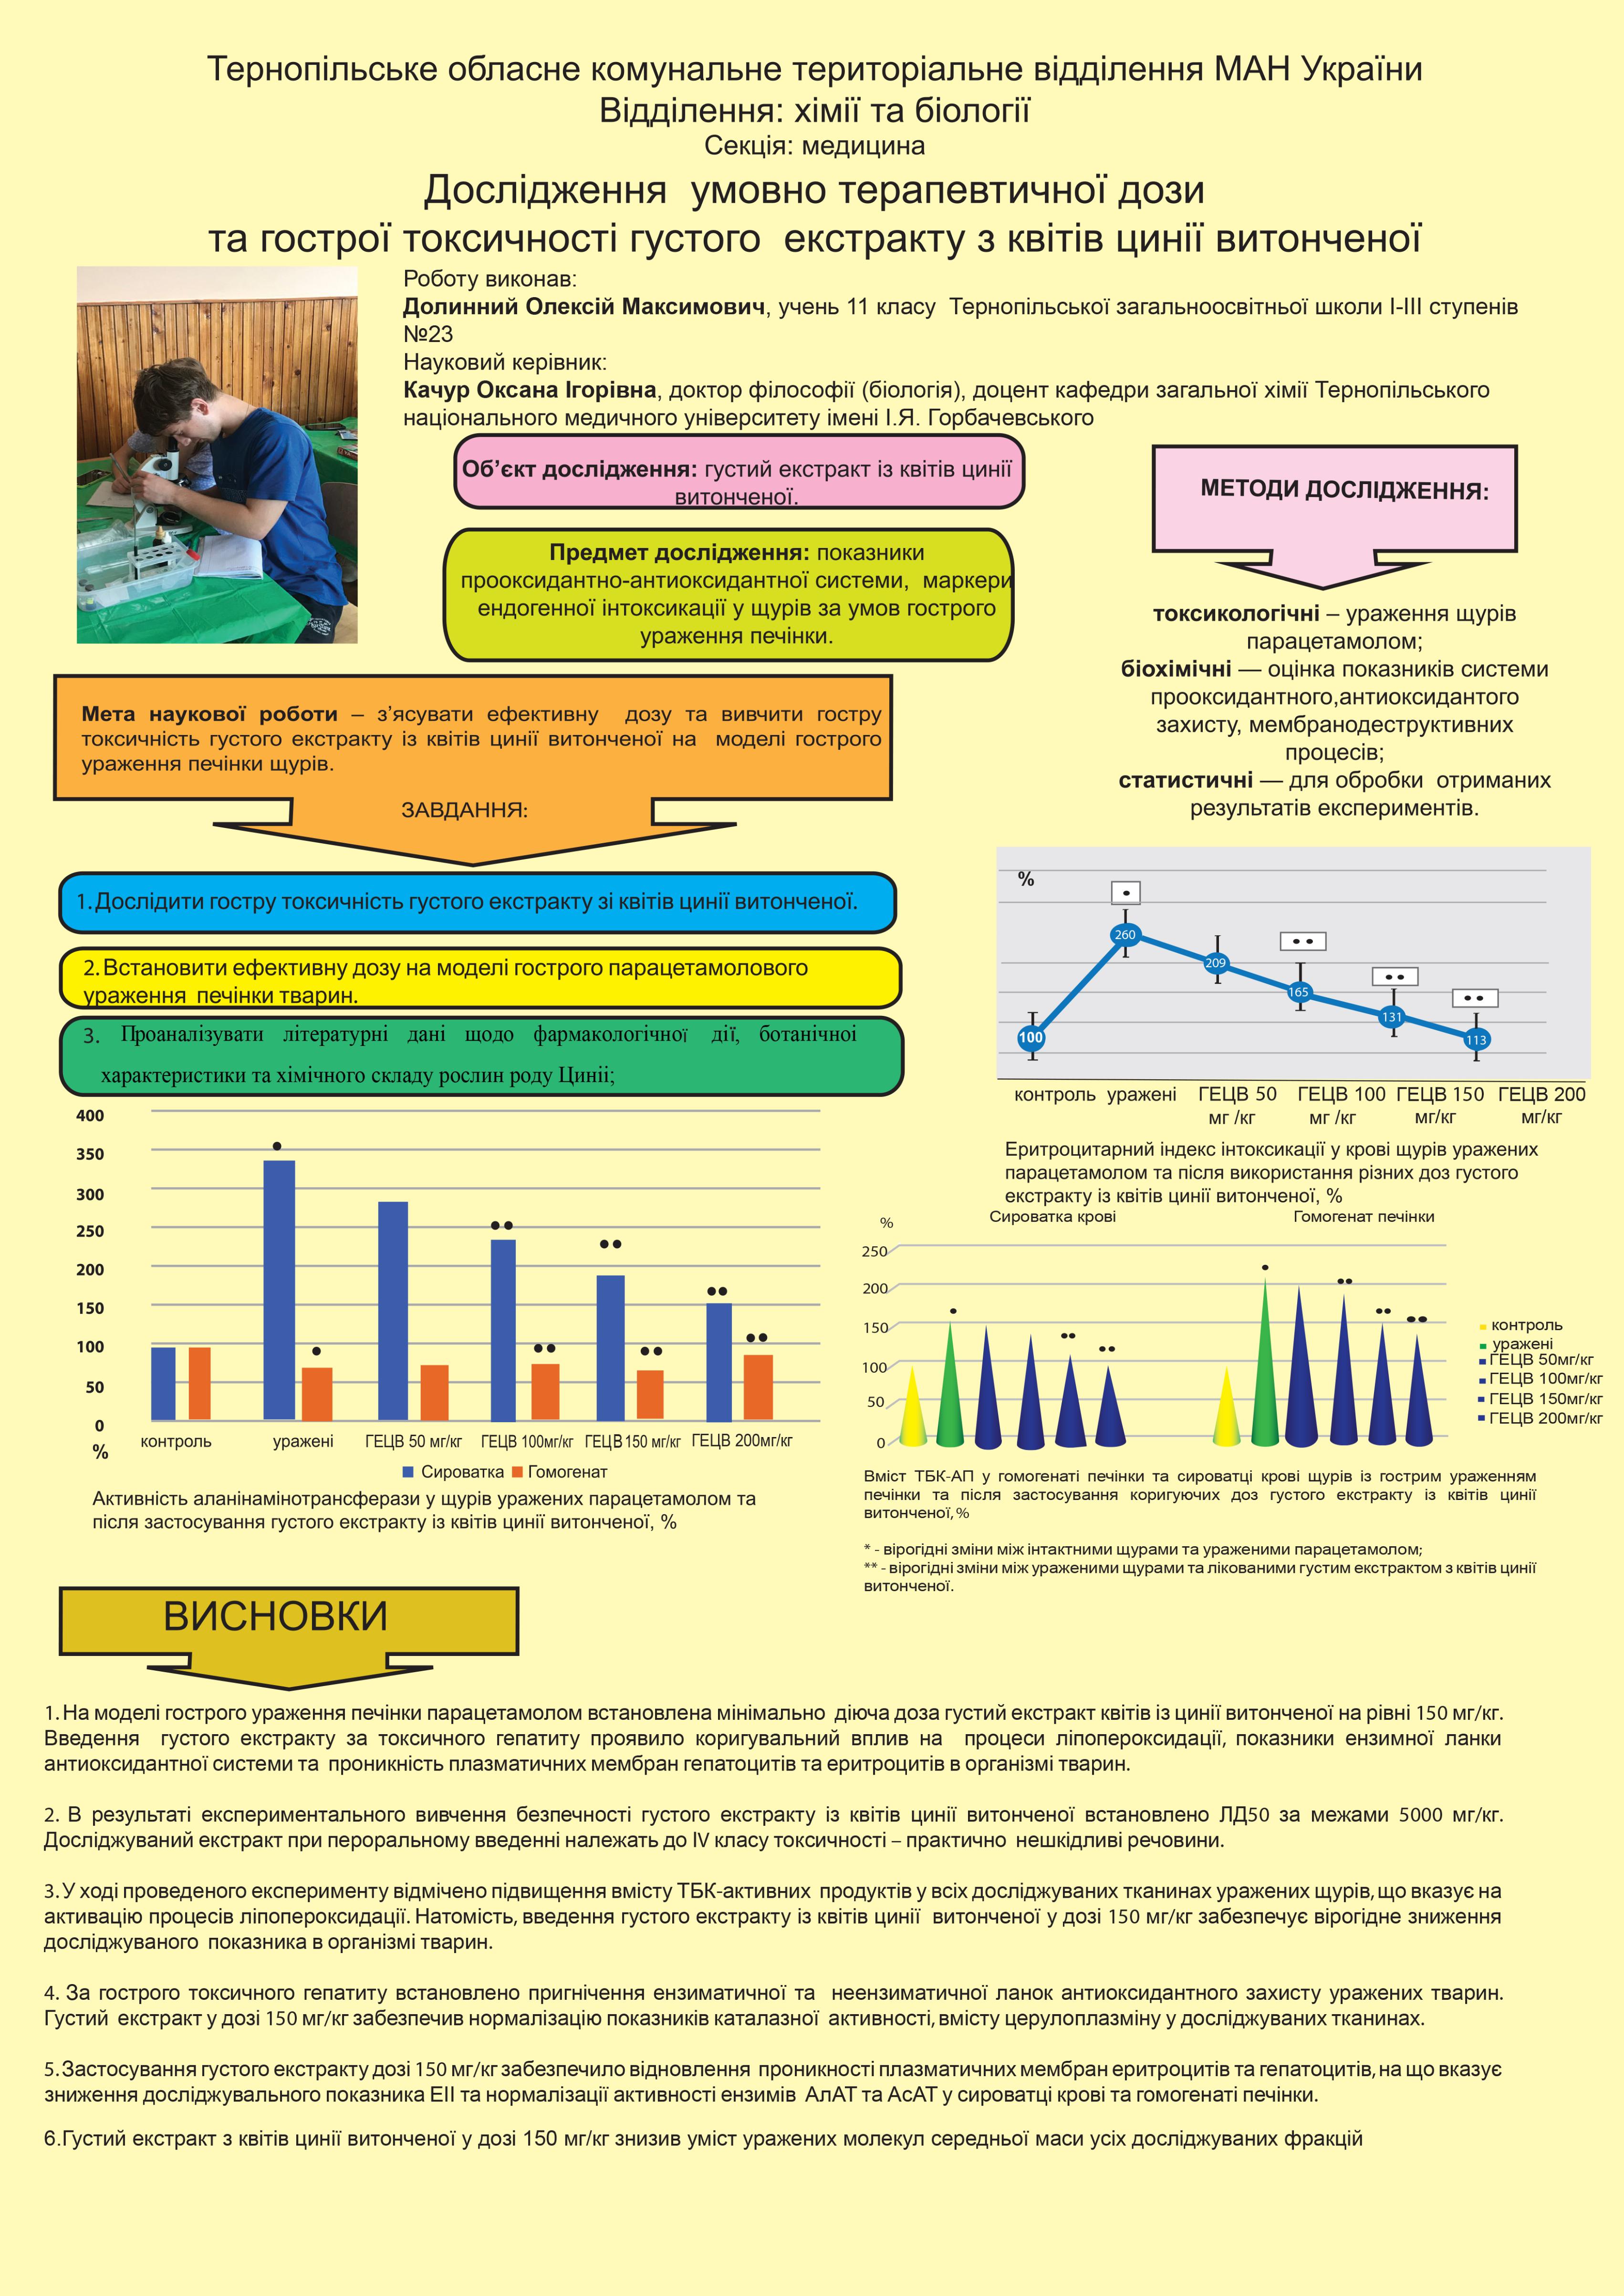 Тернопільське обласне комунальне територіальне відділення МАН України
Відділення: хімії та біології
Секція: медицина
Дослідження умовно терапевтичної дози
та гострої токсичності густого екстракту з квітів цинії витонченої
Роботу виконав:
Долинний Олексій Максимович, учень 11 класу Тернопільської загальноосвітньої школи І-ІІІ ступенів
№23
Науковий керівник:
Качур Оксана Ігорівна, доктор філософії (біологія), доцент кафедри загальної хімії Тернопільського
національного медичного університету імені І.Я. Горбачевського
Об’єкт дослідження: густий екстракт із квітів цинії
витонченої.
Предмет дослідження: показники
прооксидантно-антиоксидантної системи, маркери
ендогенної інтоксикації у щурів за умов гострого
ураження печінки.
МЕТОДИ ДОСЛІДЖЕННЯ:
токсикологічні – ураження щурів
парацетамолом;
біохімічні — оцінка показників системи
прооксидантного,антиоксидантого
захисту, мембранодеструктивних
процесів;
статистичні — для обробки отриманих
результатів експериментів.
Мета наукової роботи – з’ясувати ефективну дозу та вивчити гостру
токсичність густого екстракту із квітів цинії витонченої на моделі гострого
ураження печінки щурів.
ЗАВДАННЯ:
1.Дослідити гостру токсичність густого екстракту зі квітів цинії витонченої.
2.Встановити ефективну дозу на моделі гострого парацетамолового
ураження печінки тварин.
3. Проаналізувати літературні дані щодо фармакологічної дії, ботанічної
характеристики та хімічного складу рослин роду Циніі;
%
260
209
165
131
113
100
контроль уражені ГЕЦВ 50 ГЕЦВ 100 ГЕЦВ 150 ГЕЦВ 200
мг /кг мг /кг мг/кг мг/кг
Еритроцитарний індекс інтоксикації у крові щурів уражених
парацетамолом та після використання різних доз густого
екстракту із квітів цинії витонченої, %
400
350
300
250
200
150
100
50
0
%
контроль уражені ГЕЦВ 50 мг/кг ГЕЦВ 100мг/кг ГЕЦВ 150 мг/кг ГЕЦВ 200мг/кг
Сироватка Гомогенат
Активність аланінамінотрансферази у щурів уражених парацетамолом та
після застосування густого екстракту із квітів цинії витонченої, %
% Сироватка крові Гомогенат печінки
250
200
150
100
50
0
контроль
уражені
ГЕЦВ 50мг/кг
ГЕЦВ 100мг/кг
ГЕЦВ 150мг/кг
ГЕЦВ 200мг/кг
Вміст ТБК-АП у гомогенаті печінки та сироватці крові щурів із гострим ураженням
печінки та після застосування коригуючих доз густого екстракту із квітів цинії
витонченої,%
* - вірогідні зміни між інтактними щурами та ураженими парацетамолом;
** - вірогідні зміни між ураженими щурами та лікованими густим екстрактом з квітів цинії
витонченої.
ВИСНОВКИ
1.На моделі гострого ураження печінки парацетамолом встановлена мінімально діюча доза густий екстракт квітів із цинії витонченої на рівні 150 мг/кг.
Введення густого екстракту за токсичного гепатиту проявило коригувальний вплив на процеси ліпопероксидації, показники ензимної ланки
антиоксидантної системи та проникність плазматичних мембран гепатоцитів та еритроцитів в організмі тварин.
2. В результаті експериментального вивчення безпечності густого екстракту із квітів цинії витонченої встановлено ЛД50 за межами 5000 мг/кг.
Досліджуваний екстракт при пероральному введенні належать до IV класу токсичності – практично нешкідливі речовини.
3.У ході проведеного експерименту відмічено підвищення вмісту ТБК-активних продуктів у всіх досліджуваних тканинах уражених щурів,що вказує на
активацію процесів ліпопероксидації. Натомість, введення густого екстракту із квітів цинії витонченої у дозі 150 мг/кг забезпечує вірогідне зниження
досліджуваного показника в організмі тварин.
4. За гострого токсичного гепатиту встановлено пригнічення ензиматичної та неензиматичної ланок антиоксидантного захисту уражених тварин.
Густий екстракт у дозі 150 мг/кг забезпечив нормалізацію показників каталазної активності,вмісту церулоплазміну у досліджуваних тканинах.
5.Застосування густого екстракту дозі 150 мг/кг забезпечило відновлення проникності плазматичних мембран еритроцитів та гепатоцитів,на що вказує
зниження досліджувального показника ЕІІ та нормалізації активності ензимів АлАТ та АсАТ у сироватці крові та гомогенаті печінки.
6.Густий екстракт з квітів цинії витонченої у дозі 150 мг/кг знизив уміст уражених молекул середньої маси усіх досліджуваних фракцій